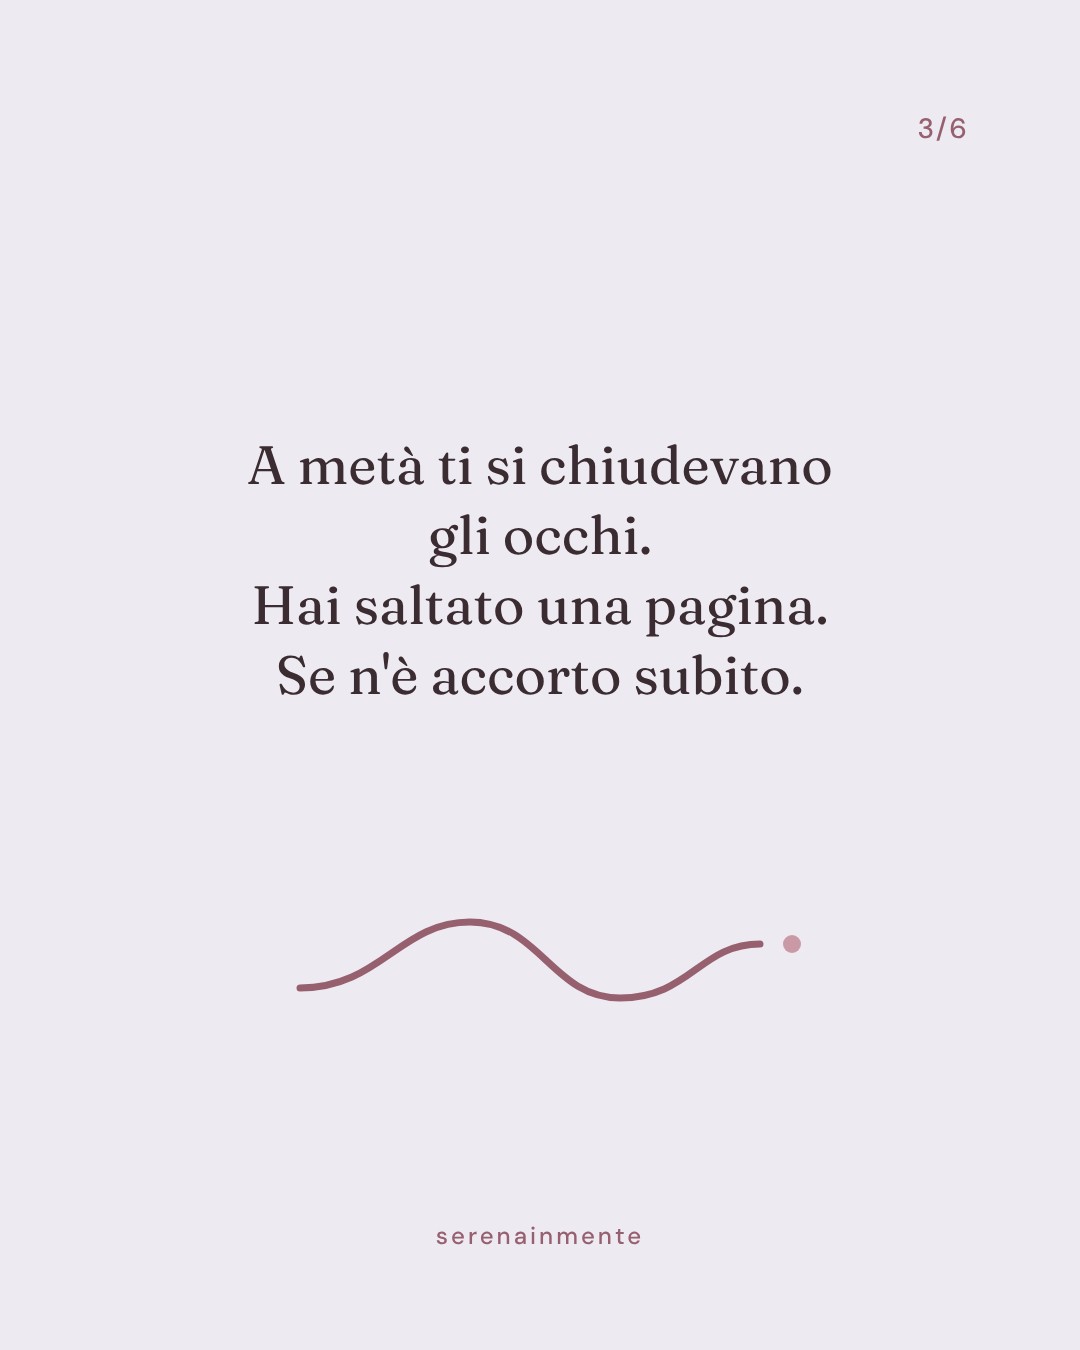 3/6
A metà ti si chiudevano
gli occhi.
Hai saltato una pagina.
Se n'è accorto subito.
serenainmente